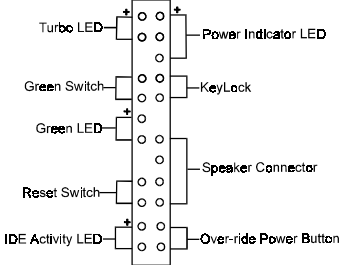 Turbo LED
+
+
Power Indicator LED
Green Switch
KeyLock
+
Green LED
Speaker Connector
Reset Switch
+
IDE Activity LED
Over-ride Power Button